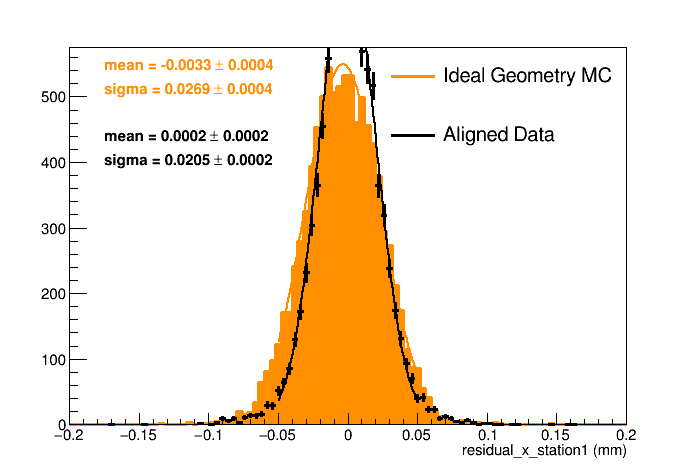 mean = -0.0033 ± 0.0004
sigma = 0.0269 ± 0.0004
Ideal Geometry MC
mean = 0.0002 ± 0.0002
sigma = 0.0205 ± 0.0002
Aligned Data
500
400
300
200
100
0
−0.2 −0.15 −0.1 −0.05 0 0.05 0.1 0.15 0.2
residual_x_station1 (mm)